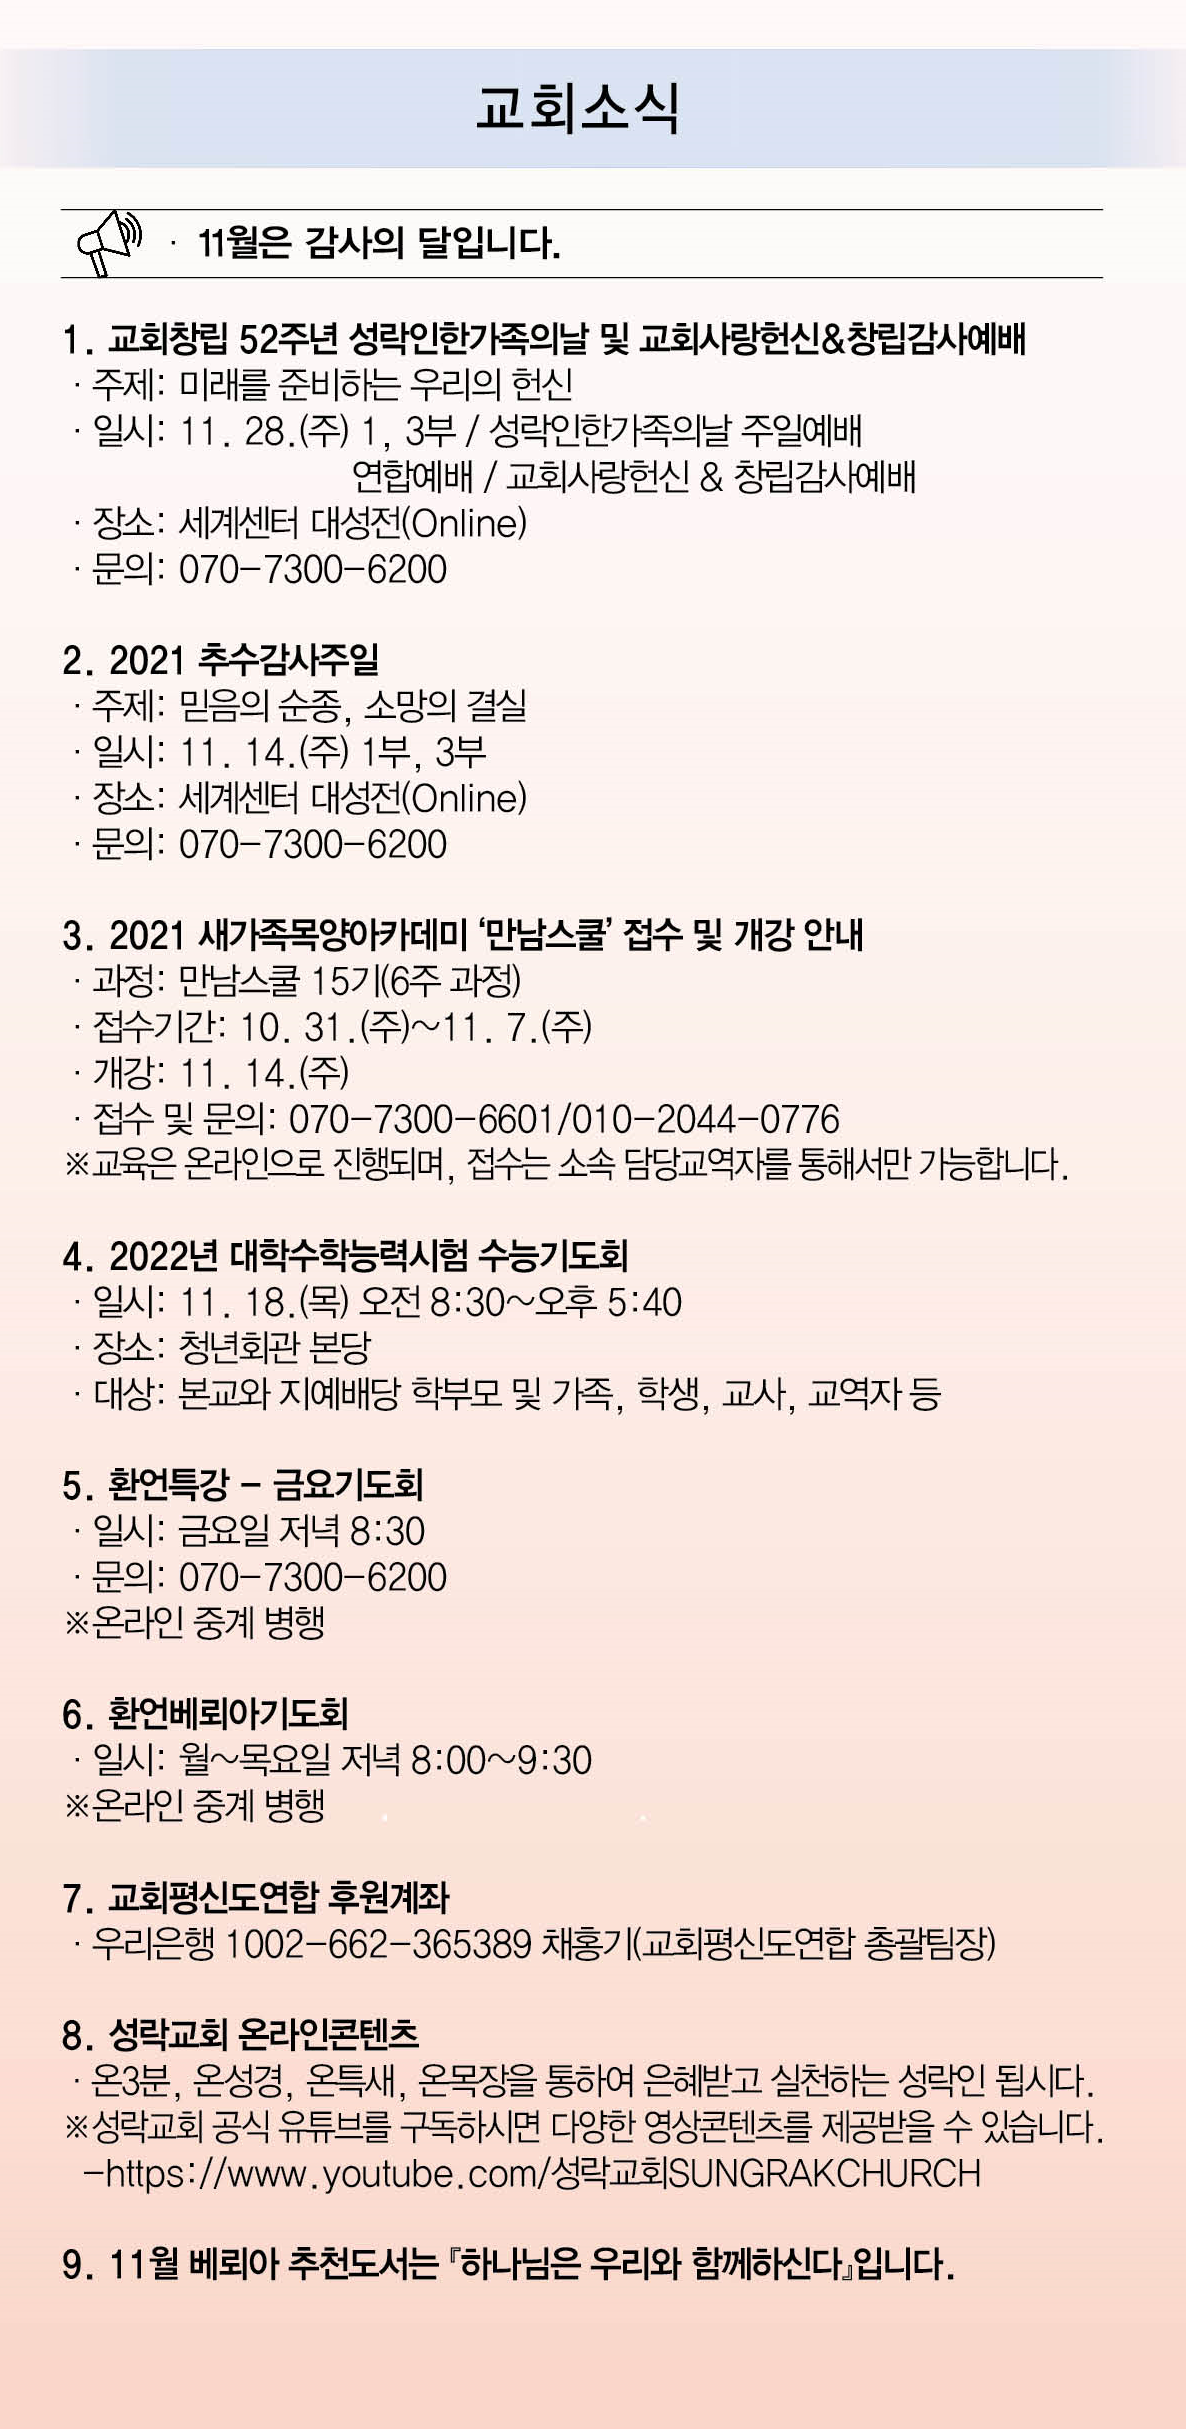 교회소식
· 11월은 감사의 달입니다.
1. 교회창립 52주년 성락인한가족의날 및 교회사랑헌신&창립감사예배
· 주제: 미래를 준비하는 우리의 헌신
· 일시: 11. 28.(주) 1, 3부 / 성락인한가족의날 주일예배
연합예배 / 교회사랑헌신 & 창립감사예배
· 장소: 세계센터 대성전(Online)
· 문의: 070-7300-6200
2. 2021 추수감사주일
· 주제: 믿음의 순종, 소망의 결실
· 일시: 11. 14.(주) 1부, 3부
· 장소: 세계센터 대성전(Online)
· 문의: 070-7300-6200
3. 2021 새가족목양아카데미 ‘만남스쿨’ 접수 및 개강 안내
· 과정: 만남스쿨 15기(6주 과정)
· 접수기간: 10. 31.(주)~11. 7.(주)
· 개강: 11. 14.(주)
· 접수 및 문의: 070-7300-6601/010-2044-0776
※교육은 온라인으로 진행되며, 접수는 소속 담당교역자를 통해서만 가능합니다.
4. 2022년 대학수학능력시험 수능기도회
· 일시: 11. 18.(목) 오전 8:30~오후 5:40
· 장소: 청년회관 본당
· 대상: 본교와 지예배당 학부모 및 가족, 학생, 교사, 교역자 등
5. 환언특강 - 금요기도회
· 일시: 금요일 저녁 8:30
· 문의: 070-7300-6200
※온라인 중계 병행
6. 환언베뢰아기도회
· 일시: 월~목요일 저녁 8:00~9:30
※온라인 중계 병행
7. 교회평신도연합 후원계좌
· 우리은행 1002-662-365389 채홍기(교회평신도연합 총괄팀장)
8. 성락교회 온라인콘텐츠
· 온3분, 온성경, 온특새, 온목장을 통하여 은혜받고 실천하는 성락인 됩시다.
※성락교회 공식 유튜브를 구독하시면 다양한 영상콘텐츠를 제공받을 수 있습니다.
-https://www.youtube.com/성락교회SUNGRAKCHURCH
9. 11월 베뢰아 추천도서는 『하나님은 우리와 함께하신다』입니다.